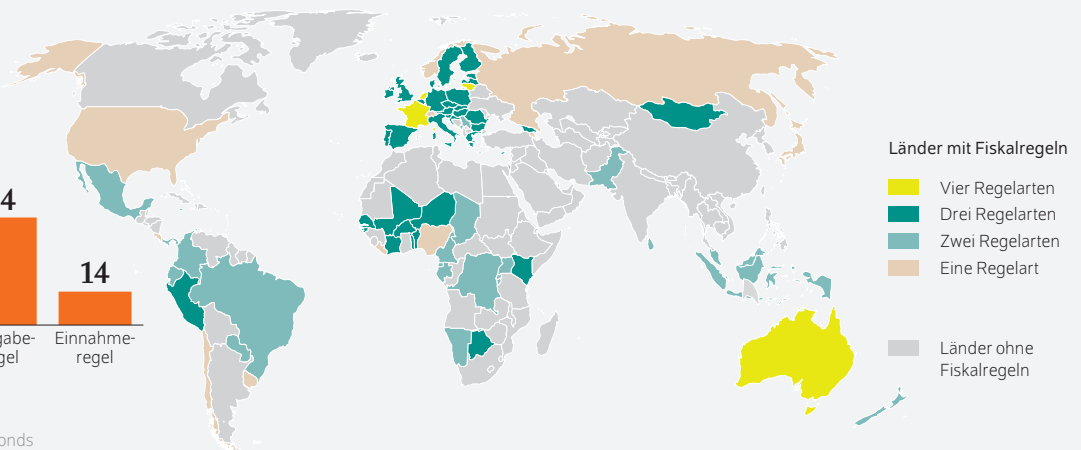 4
14
gabe-
gel
Einnahme-
regel
onds
Länder mit Fiskalregeln
Vier Regelarten
Drei Regelarten
Zwei Regelarten
Eine Regelart
Länder ohne
Fiskalregeln